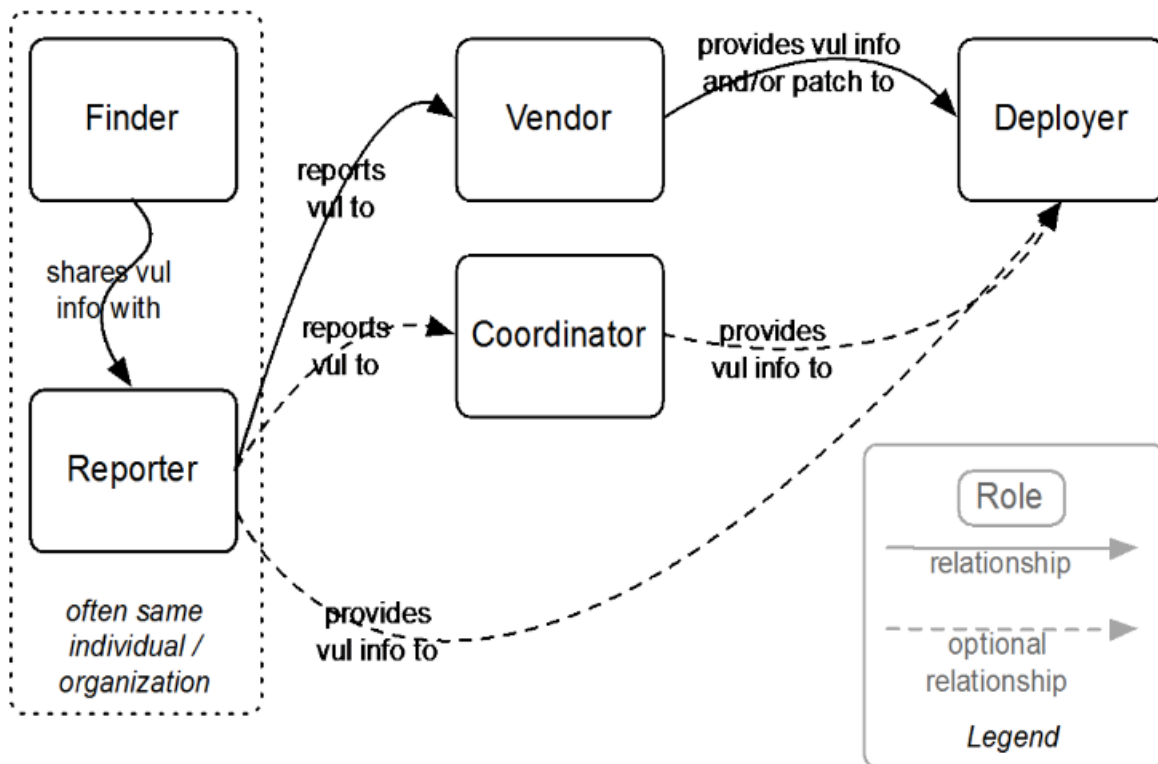 Finder
shares vul
info with
Reporter
often same
individual /
organization
reports
vul to
reports
vul to
provides
vul info to
Vendor
Coordinator
provides vul info
and/or patch to
provides
vul info to
Deployer
Role
relationship
optional
relationship
Legend